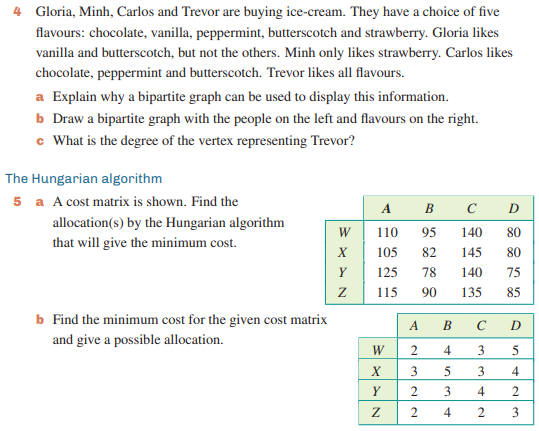 4 Gloria, Minh, Carlos and Trevor are buying ice-cream. They have a choice of five
flavours: chocolate, vanilla, peppermint, butterscotch and strawberry. Gloria likes
vanilla and butterscotch, but not the others. Minh only likes strawberry. Carlos likes
chocolate, peppermint and butterscotch. Trevor likes all flavours.
a Explain why a bipartite graph can be used to display this information.
b Draw a bipartite graph with the people on the left and flavours on the right.
c What is the degree of the vertex representing Trevor?
The Hungarian algorithm
5 a A cost matrix is shown. Find the
allocation(s) by the Hungarian algorithm
that will give the minimum cost.
A B C D
W 110 95 140 80
X 105 82 145 80
Y 125 78 140 75
Z 115 90 135 85
b Find the minimum cost for the given cost matrix
and give a possible allocation.
A B C D
W 2 4 3 5
X 3 5 3 4
Y 2 3 4 2
Z 2 4 2 3